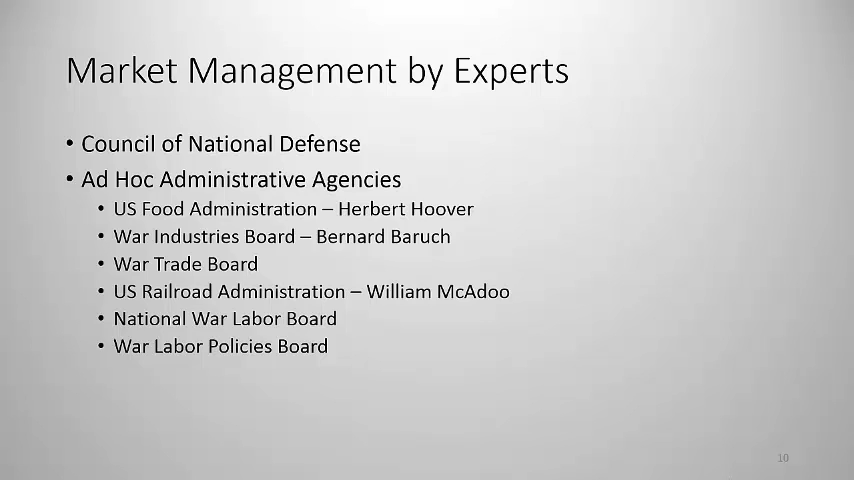 Market Management by Experts
• Council of National Defense
• Ad Hoc Administrative Agencies
• US Food Administration – Herbert Hoover
• War Industries Board – Bernard Baruch
• War Trade Board
• US Railroad Administration – William McAdoo
• National War Labor Board
• War Labor Policies Board
10